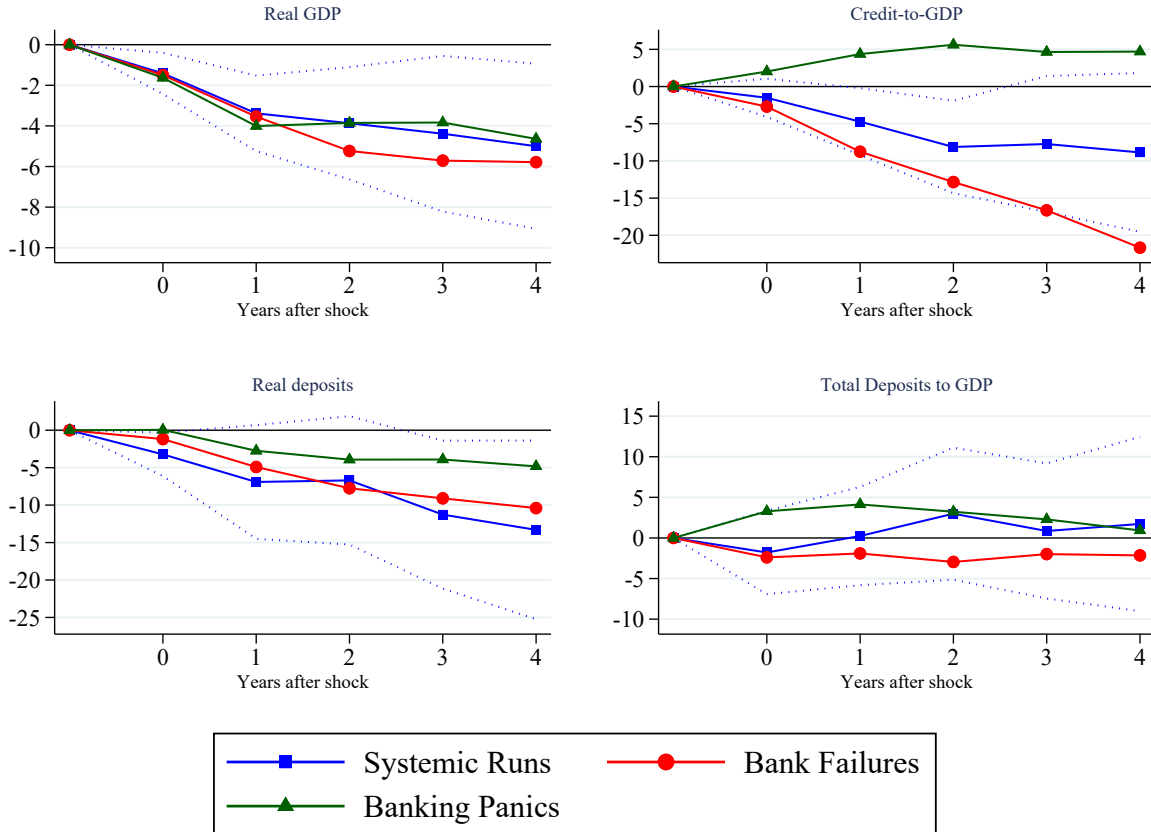 Real GDP
0
-2
-4
-6
-8
-10
0 1 2 3 4
Years after shock
Credit-to-GDP
5
0
-5
-10
-15
-20
0 1 2 3 4
Years after shock
Real deposits
0
-5
-10
-15
-20
-25
0 1 2 3 4
Years after shock
Total Deposits to GDP
15
10
5
0
-5
-10
0 1 2 3 4
Years after shock
Systemic Runs
Bank Failures
Banking Panics